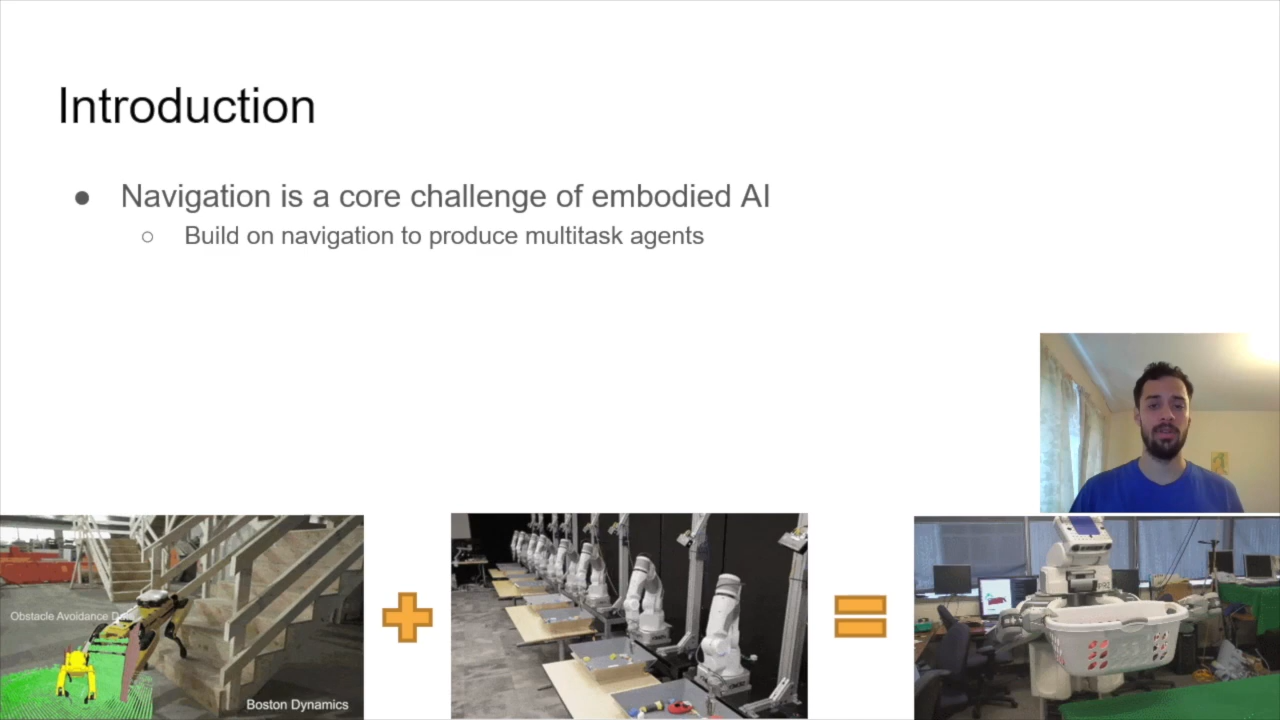 Introduction
● Navigation is a core challenge of embodied AI
○ Build on navigation to produce multitask agents
Obstacle Avoidance
Boston Dynamics